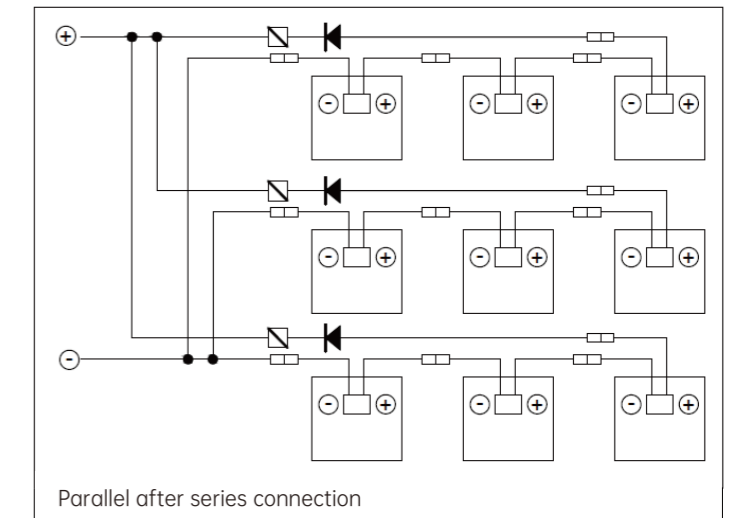 +
- + - + - +
- + - + - +
-
- + - + - +
Parallel after series connection